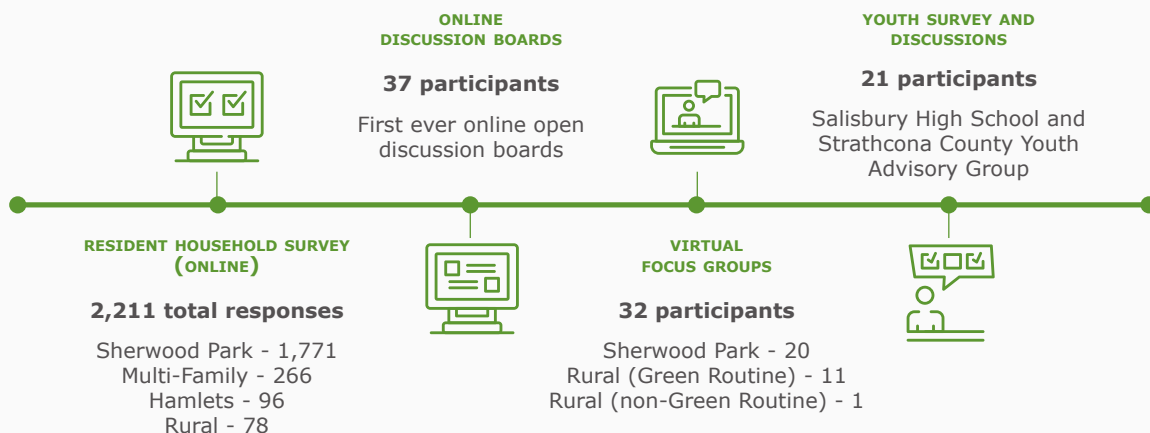 RESIDENT HOUSEHOLD SURVEY
(ONLINE)
2,211 total responses
Sherwood Park - 1,771
Multi-Family - 266
Hamlets - 96
Rural - 78
ONLINE
DISCUSSION BOARDS
37 participants
First ever online open
discussion boards
VIRTUAL
FOCUS GROUPS
32 participants
Sherwood Park - 20
Rural (Green Routine) - 11
Rural (non-Green Routine) - 1
YOUTH SURVEY AND
DISCUSSIONS
21 participants
Salisbury High School and
Strathcona County Youth
Advisory Group